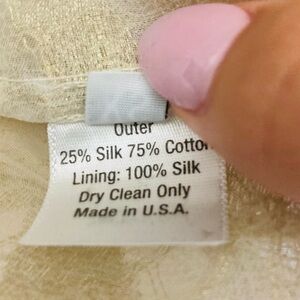 Outer
25% Silk 75% Cotton
Lining: 100% Silk
Dry Clean Only
Made in U.S.A.